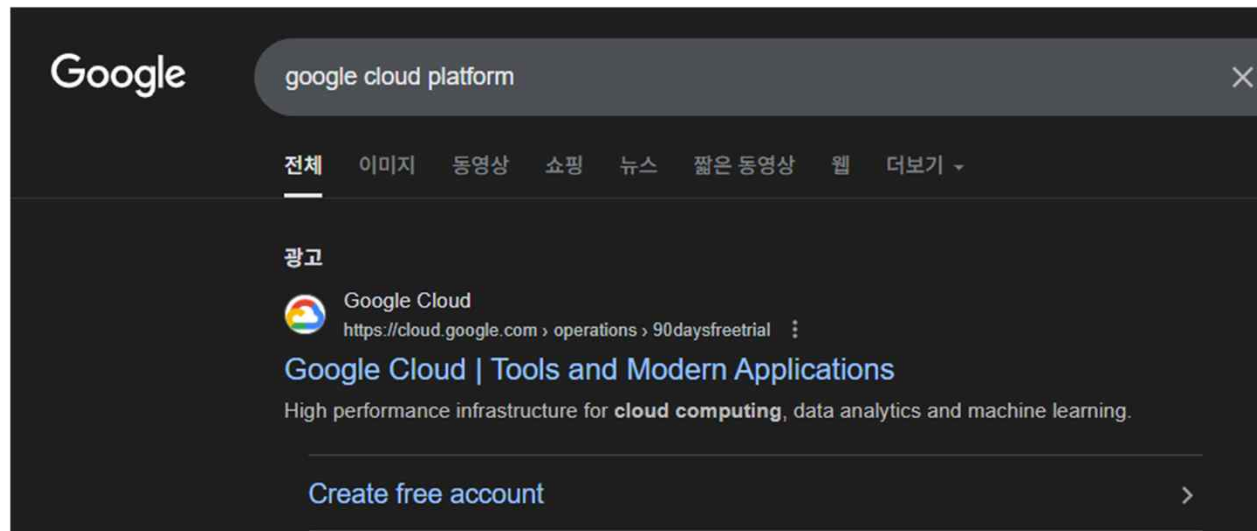 Google
google cloud platform
전체 이미지 동영상 쇼핑 뉴스 짧은 동영상 웹 더보기
광고
Google Cloud
https://cloud.google.com › operations › 90daysfreetrial
Google Cloud | Tools and Modern Applications
High performance infrastructure for cloud computing, data analytics and machine learning.
Create free account